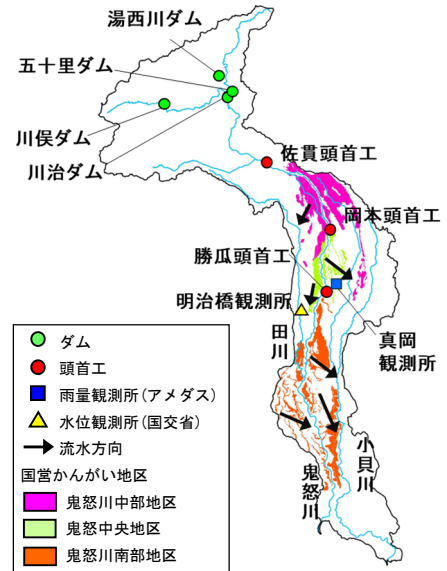 湯西川ダム
五十里ダム
川俣ダム
川治ダム
佐貫頭首工
岡本頭首工
勝瓜頭首工
明治橋観測所
真岡
観測所
田川
鬼怒川
小貝川
ダム
頭首工
雨量観測所(アメダス)
水位観測所(国交省)
流水方向
国営かんがい地区
鬼怒川中部地区
鬼怒中央地区
鬼怒川南部地区